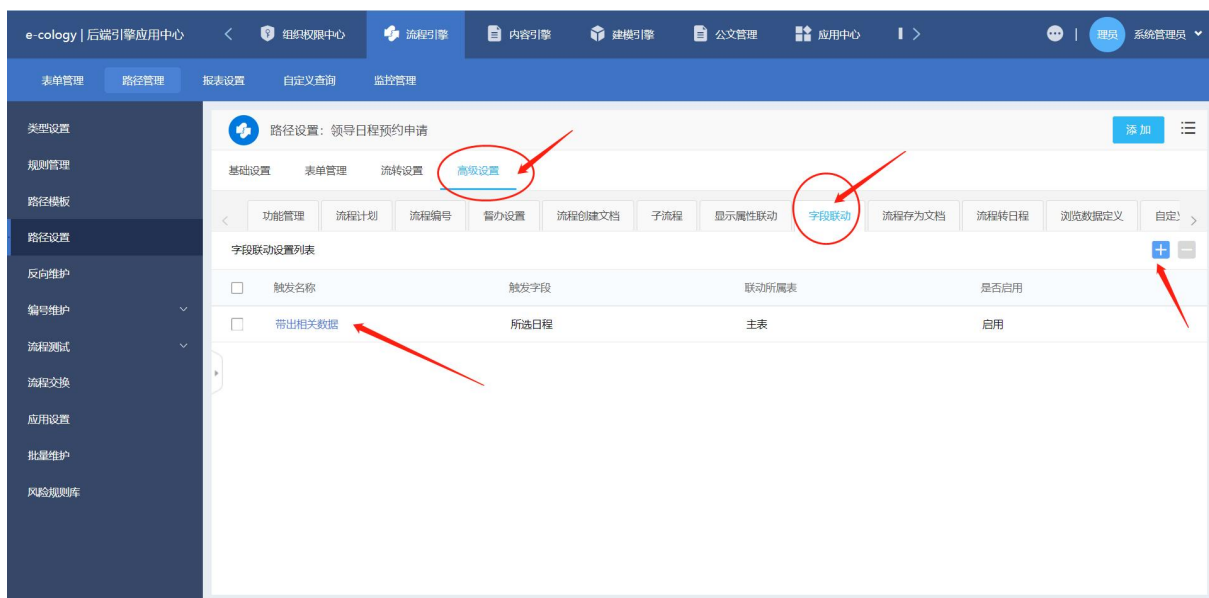 e-cology | 后端引擎应用中心 组织权限中心 流程引擎 内容引擎 建模引擎 公文管理 应用中心 理员 系统管理员
表单管理 路径管理 报表设置 自定义查询 监控管理
类型设置
规则管理
路径模板
路径设置
反向维护
编号维护
流程测试
流程交换
应用设置
批量维护
风险规则库
路径设置：领导日程预约申请 添加
基础设置 表单管理 流转设置 高级设置
功能管理 流程计划 流程编号 督办设置 流程创建文档 子流程 显示属性联动 字段联动 流程存为文档 流程转日程 浏览数据定义 自定
字段联动设置列表
触发名称 触发字段 联动所属表 是否启用
带出相关数据 所选日程 主表 启用